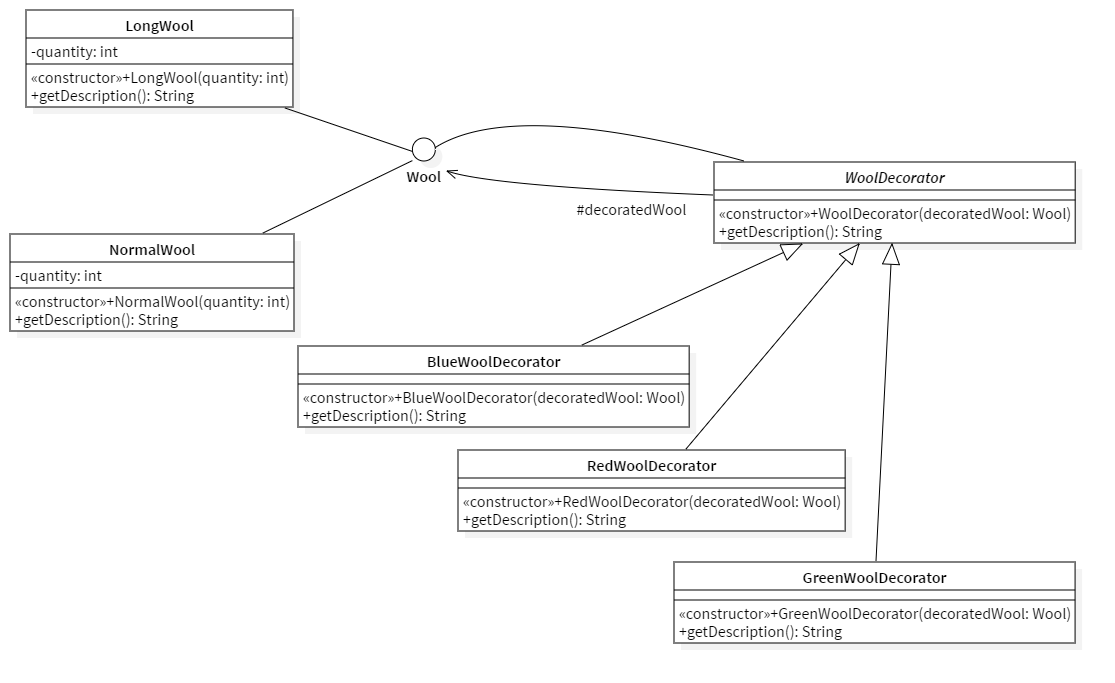 LongWool
-quantity: int
«constructor»+LongWool(quantity: int)
+getDescription(): String
Wool
#decoratedWool
WoolDecorator
«constructor»+WoolDecorator(decoratedWool: Wool)
+getDescription(): String
NormalWool
-quantity: int
«constructor»+NormalWool(quantity: int)
+getDescription(): String
BlueWoolDecorator
«constructor»+BlueWoolDecorator(decoratedWool: Wool)
+getDescription(): String
RedWoolDecorator
«constructor»+RedWoolDecorator(decoratedWool: Wool)
+getDescription(): String
GreenWoolDecorator
«constructor»+GreenWoolDecorator(decoratedWool: Wool)
+getDescription(): String